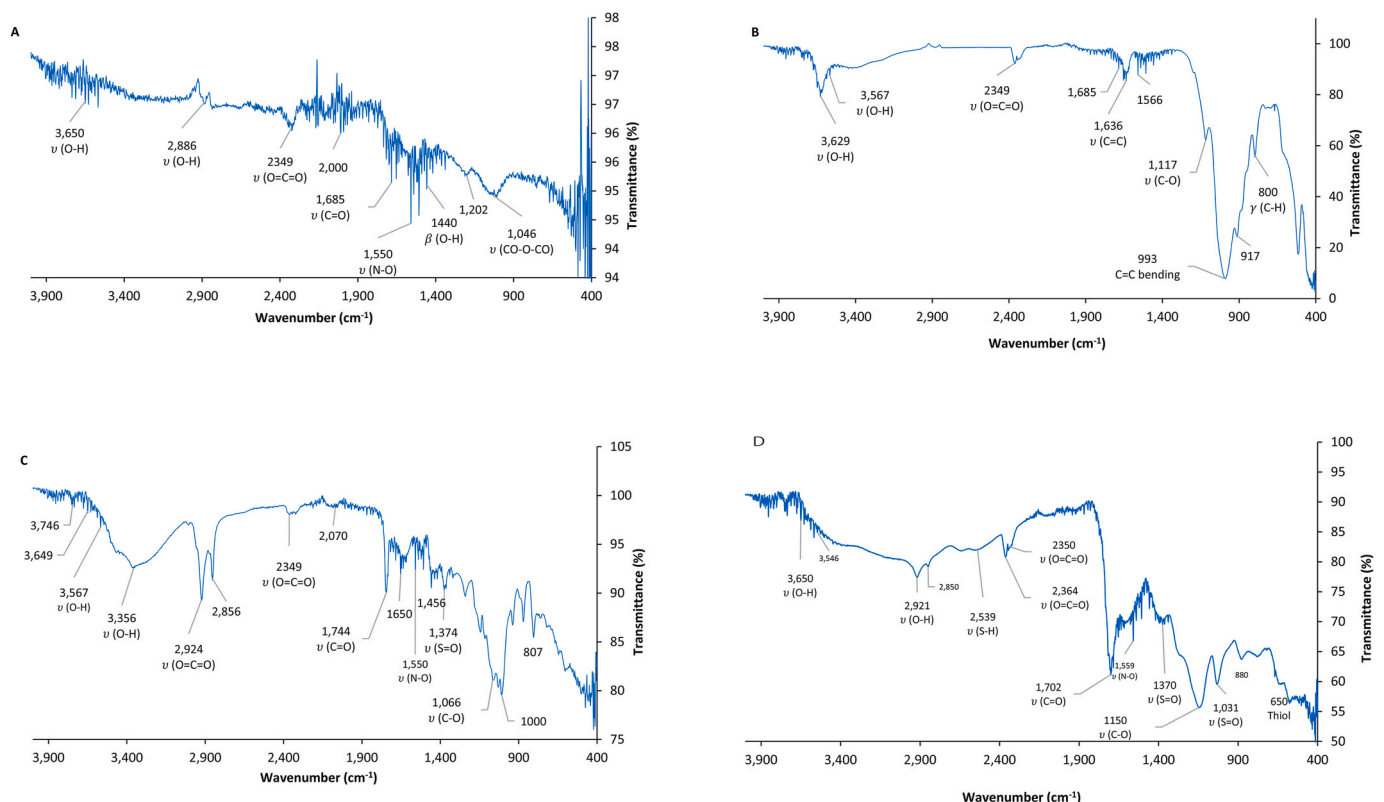 A
3,650
υ (O-H)
2,886
υ (O-H)
2349
υ (O=C=O)
2,000
1,685
υ (C=O)
1,550
υ (N-O)
1440
β (O-H)
1,202
1,046
υ (CO-O-CO)
98
98
97
97
96
96
95
95
94
94
Transmittance (%)
3,900 3,400 2,900 2,400 1,900 1,400 900 400
Wavenumber (cm⁻¹)
B
3,629
υ (O-H)
3,567
υ (O-H)
2349
υ (O=C=O)
1,685
1,636
υ (C=C)
1566
1,117
υ (C-O)
993
C=C bending
917
800
γ (C-H)
100
80
60
40
20
0
Transmittance (%)
3,900 3,400 2,900 2,400 1,900 1,400 900 400
Wavenumber (cm⁻¹)
C
3,746
3,649
3,567
υ (O-H)
3,356
υ (O-H)
2,924
υ (O=C=O)
2,856
2349
υ (O=C=O)
2,070
1,744
υ (C=O)
1650
1,550
υ (N-O)
1,456
1,374
υ (S=O)
1,066
υ (C-O)
1000
807
105
100
95
90
85
80
75
Transmittance (%)
3,900 3,400 2,900 2,400 1,900 1,400 900 400
Wavenumber (cm⁻¹)
D
3,650
υ (O-H)
3,546
2,921
υ (O-H)
2,850
2,539
υ (S-H)
2350
υ (O=C=O)
2,364
υ (O=C=O)
1,702
υ (C=O)
1,559
υ (N-O)
1370
υ (S=O)
1150
υ (C-O)
1,031
υ (S=O)
880
650
Thiol
100
95
90
85
80
75
70
65
60
55
50
Transmittance (%)
3,900 3,400 2,900 2,400 1,900 1,400 900 400
Wavenumber (cm⁻¹)